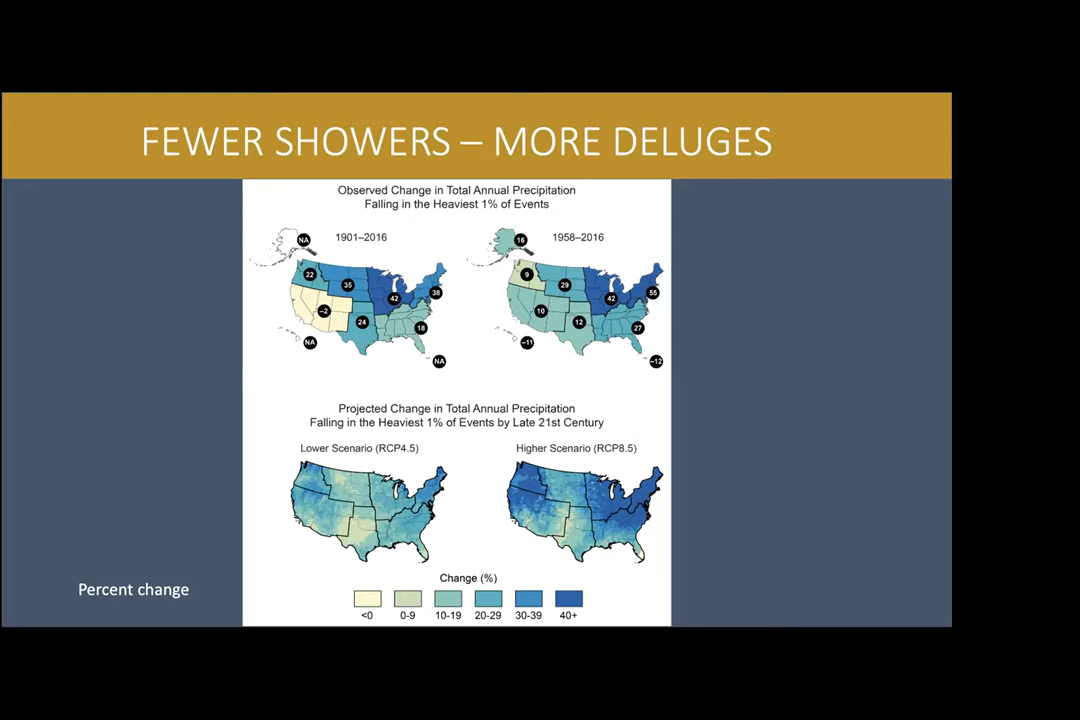 FEWER SHOWERS – MORE DELUGES
Observed Change in Total Annual Precipitation
Falling in the Heaviest 1% of Events
1901–2016
NA
22
35
42
38
–2
24
18
NA
NA
1958–2016
16
9
29
42
55
10
12
27
–11
–12
Projected Change in Total Annual Precipitation
Falling in the Heaviest 1% of Events by Late 21st Century
Lower Scenario (RCP4.5)
Higher Scenario (RCP8.5)
Change (%)
<0
0-9
10-19
20-29
30-39
40+
Percent change